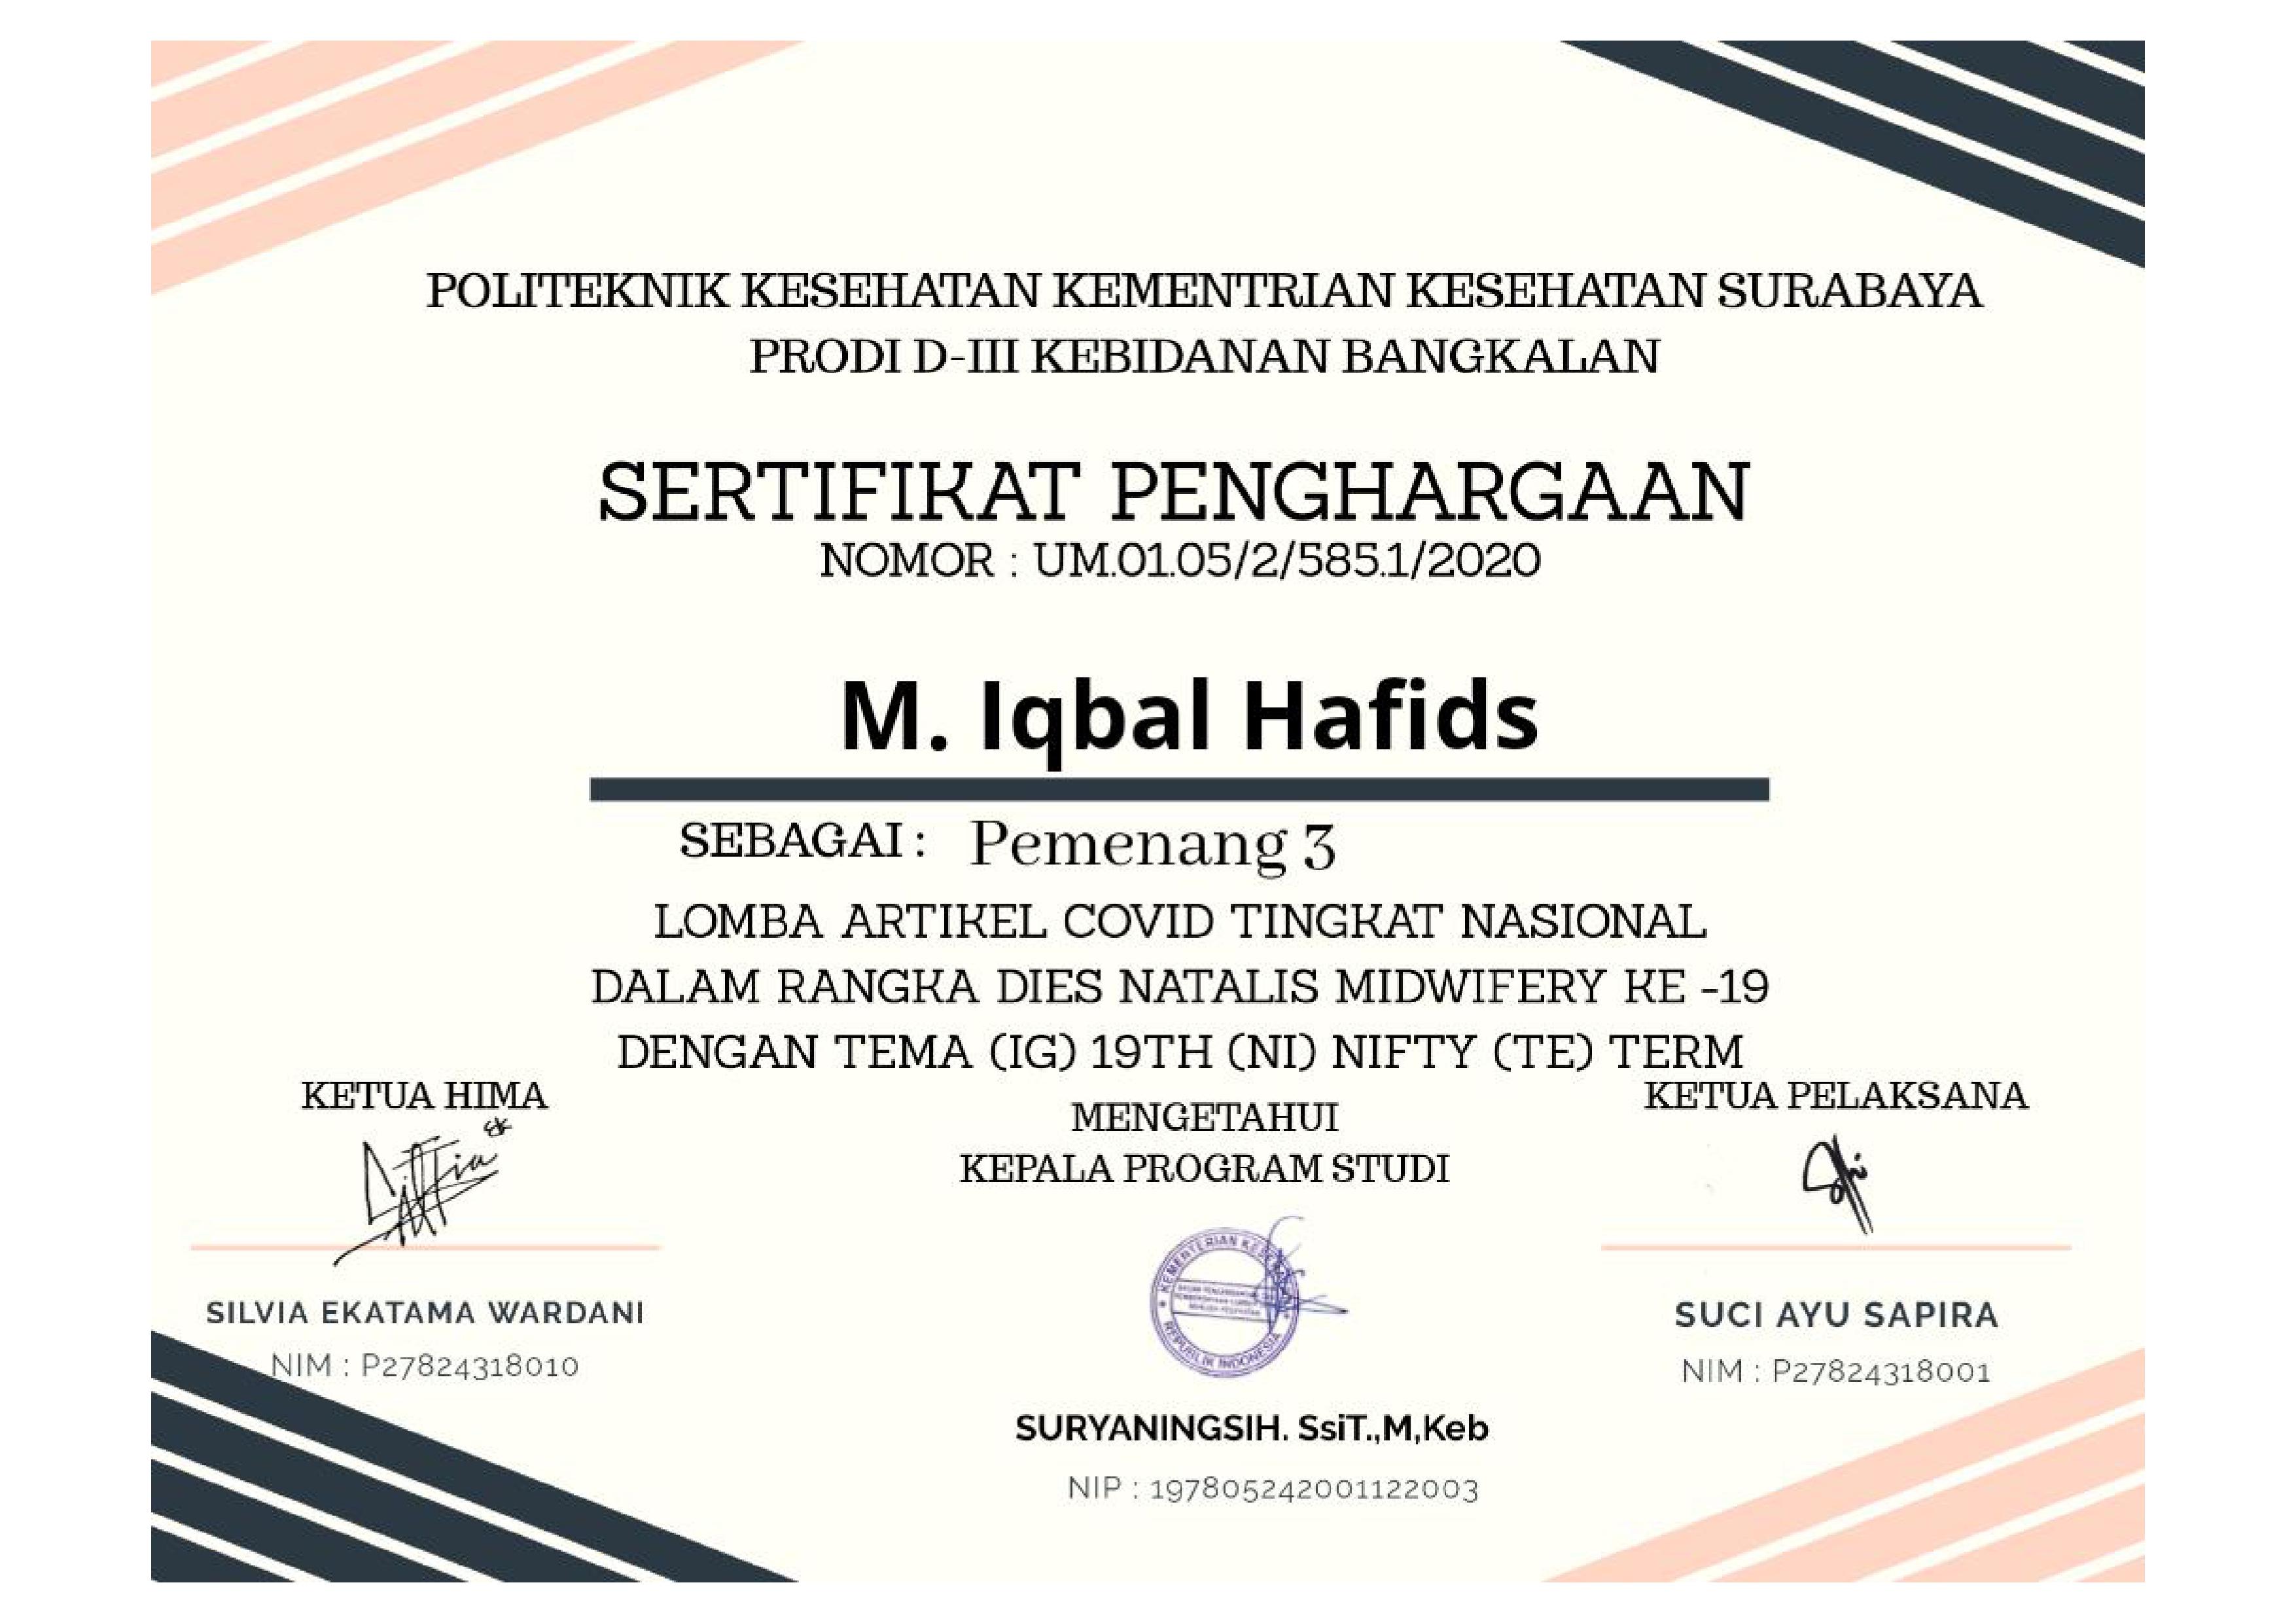 POLITEKNIK KESEHATAN KEMENTRIAN KESEHATAN SURABAYA
PRODI D-III KEBIDANAN BANGKALAN
SERTIFIKAT PENGHARGAAN
NOMOR : UM.01.05/2/585.1/2020
M. Iqbal Hafids
SEBAGAI : Pemenang 3
LOMBA ARTIKEL COVID TINGKAT NASIONAL
DALAM RANGKA DIES NATALIS MIDWIFERY KE -19
DENGAN TEMA (IG) 19TH (NI) NIFTY (TE) TERM
KETUA HIMA
MENGETAHUI
KEPALA PROGRAM STUDI
KETUA PELAKSANA
KEMENTERIAN KESEHATAN
REPUBLIK INDONESIA
SILVIA EKATAMA WARDANI
NIM : P27824318010
SUCI AYU SAPIRA
NIM : P27824318001
SURYANINGSIH. SsiT.,M,Keb
NIP : 197805242001122003